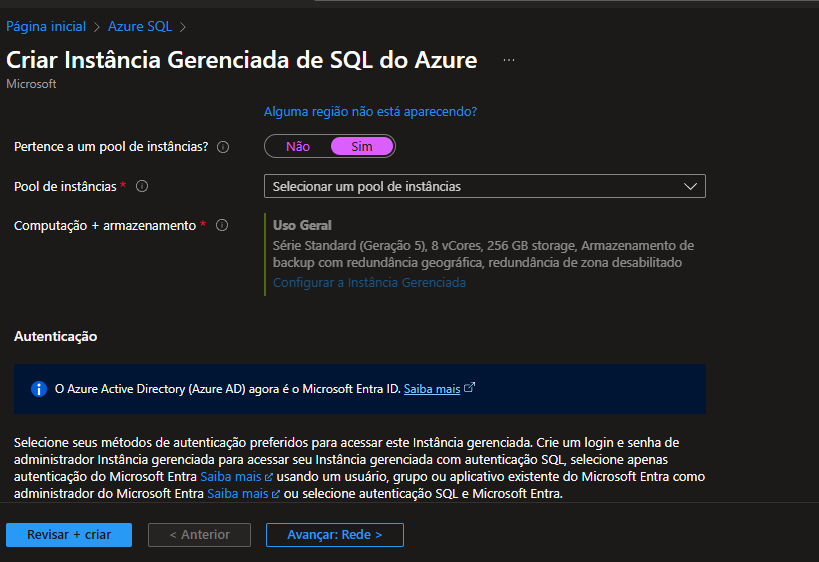 Página inicial > Azure SQL >
Criar Instância Gerenciada de SQL do Azure ...
Microsoft
Alguma região não está aparecendo?
Pertence a um pool de instâncias? Não Sim
Pool de instâncias * Selecionar um pool de instâncias
Computação + armazenamento * Uso Geral
Série Standard (Geração 5), 8 vCores, 256 GB storage, Armazenamento de
backup com redundância geográfica, redundância de zona desabilitado
Configurar a Instância Gerenciada
Autenticação
O Azure Active Directory (Azure AD) agora é o Microsoft Entra ID. Saiba mais
Selecione seus métodos de autenticação preferidos para acessar este Instância gerenciada. Crie um login e senha de
administrador Instância gerenciada para acessar seu Instância gerenciada com autenticação SQL, selecione apenas
autenticação do Microsoft Entra Saiba mais usando um usuário, grupo ou aplicativo existente do Microsoft Entra como
administrador do Microsoft Entra Saiba mais ou selecione autenticação SQL e Microsoft Entra.
Revisar + criar < Anterior Avançar: Rede >